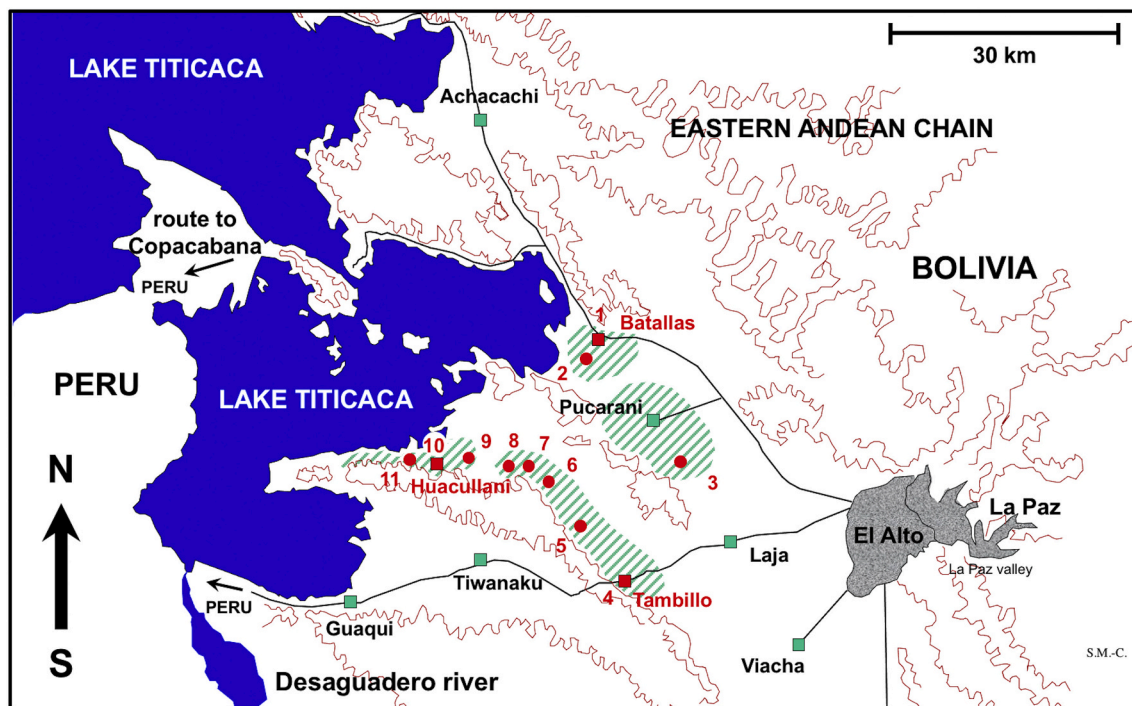 LAKE TITICACA
30 km
Achacachi
EASTERN ANDEAN CHAIN
route to
Copacabana
PERU
BOLIVIA
1
Batallas
2
PERU
LAKE TITICACA
Pucarani
N
10
9
8
7
6
11
Huacullani
3
La Paz
El Alto
5
Laja
La Paz valley
Tiwanaku
4
Tambillo
PERU
Guaqui
Viacha
S.M.-C.
S
Desaguadero river